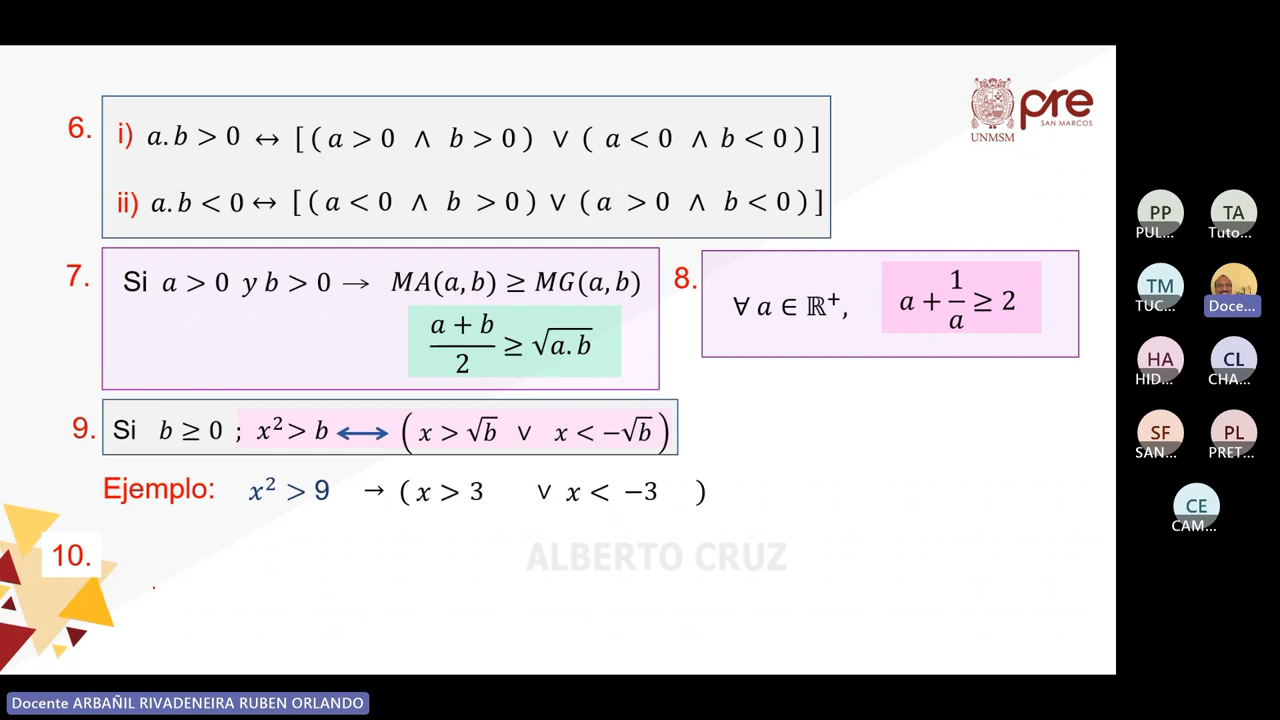 UNMSM
pre
SAN MARCOS
6. i) a.b > 0 ↔ [( a > 0 ∧ b > 0 ) ∨ ( a < 0 ∧ b < 0 )]
ii) a.b < 0 ↔ [( a < 0 ∧ b > 0 ) ∨ ( a > 0 ∧ b < 0 )]
7. Si a > 0 y b > 0 → MA(a, b) ≥ MG(a, b)
(a + b)/2 ≥ √(a.b)
8. ∀ a ∈ ℝ⁺, a + 1/a ≥ 2
9. Si b ≥ 0 ; x² > b ↔ ( x > √b ∨ x < −√b )
Ejemplo: x² > 9 → ( x > 3 ∨ x < −3 )
10.
ALBERTO CRUZ
PP
PUL...
TA
Tuto...
TM
TUC...
Doce...
HA
HID...
CL
CHA...
SF
SAN...
PL
PRET...
CE
CAM...
Docente ARBAÑIL RIVADENEIRA RUBEN ORLANDO